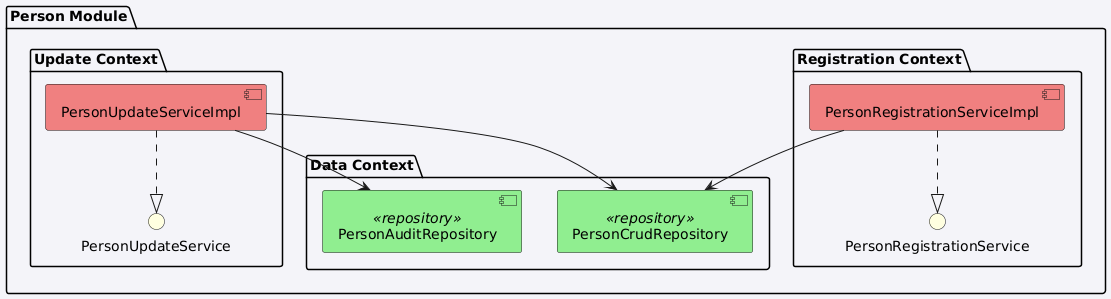 Person Module
Update Context
Registration Context
PersonUpdateServiceImpl
PersonRegistrationServiceImpl
Data Context
«repository»
PersonAuditRepository
«repository»
PersonCrudRepository
PersonUpdateService
PersonRegistrationService